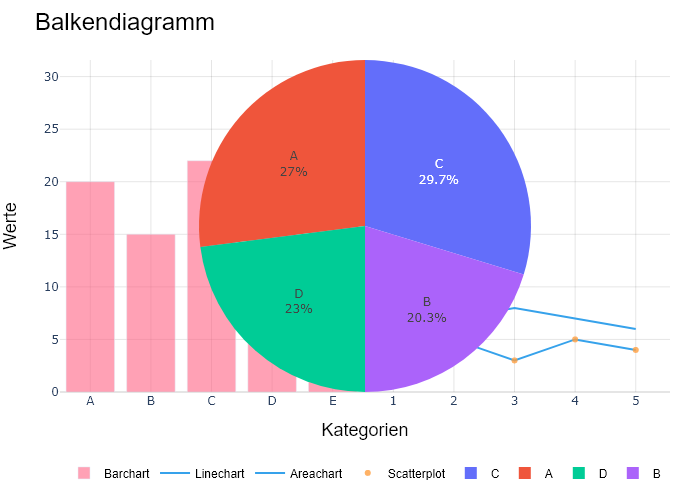 Balkendiagramm
Werte
30
25
20
15
10
5
0
A
27%
C
29.7%
D
23%
B
20.3%
A B C D E 1 2 3 4 5
Kategorien
Barchart Linechart Areachart Scatterplot C A D B